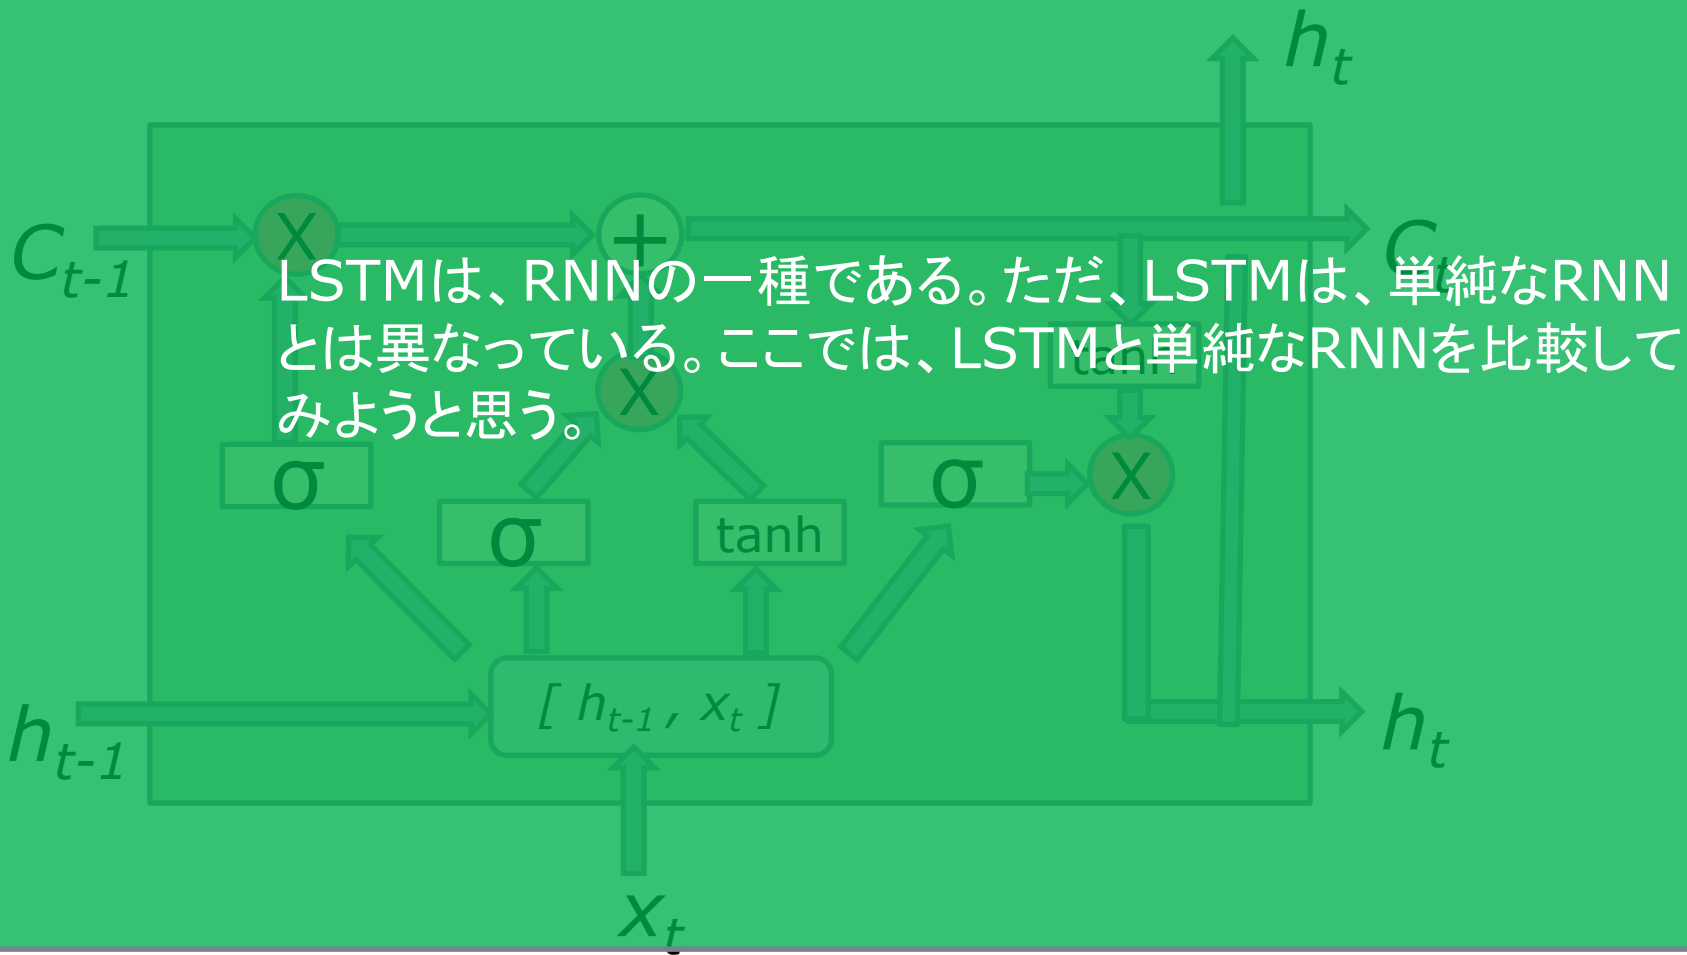 h_t
C_{t-1}
X
+
C_t
LSTMは、RNNの一種である。ただ、LSTMは、単純なRNN
とは異なっている。ここでは、LSTMと単純なRNNを比較して
みようと思う。
tanh
X
σ
σ
tanh
σ
X
[ h_{t-1} , x_t ]
h_{t-1}
h_t
x_t